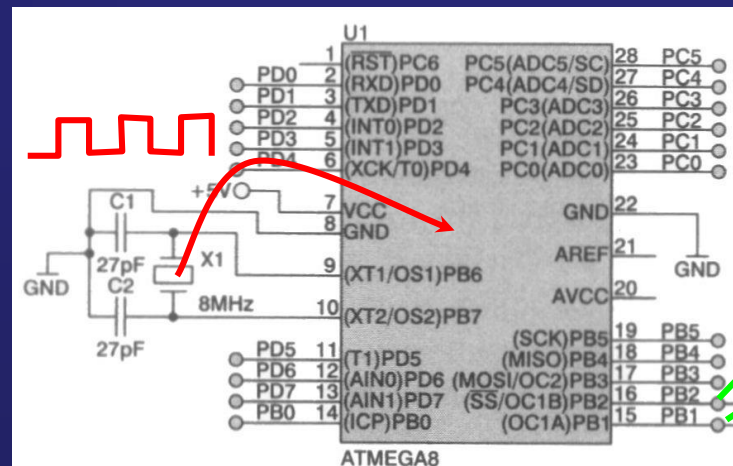 U1
1 (RST)PC6 PC5(ADC5/SC) 28 PC5
PD0 2 (RXD)PD0 PC4(ADC4/SD) 27 PC4
PD1 3 (TXD)PD1 PC3(ADC3) 26 PC3
PD2 4 (INT0)PD2 PC2(ADC2) 25 PC2
PD3 5 (INT1)PD3 PC1(ADC1) 24 PC1
PD4 6 (XCK/T0)PD4 PC0(ADC0) 23 PC0
+5V
7 VCC GND 22
8 GND
C1
27pF
X1
AREF 21
GND
GND
9 (XT1/OS1)PB6
C2
8MHz
AVCC 20
10 (XT2/OS2)PB7
27pF
(SCK)PB5 19 PB5
PD5 11 (T1)PD5 (MISO)PB4 18 PB4
PD6 12 (AIN0)PD6 (MOSI/OC2)PB3 17 PB3
PD7 13 (AIN1)PD7 (SS/OC1B)PB2 16 PB2
PB0 14 (ICP)PB0 (OC1A)PB1 15 PB1
ATMEGA8